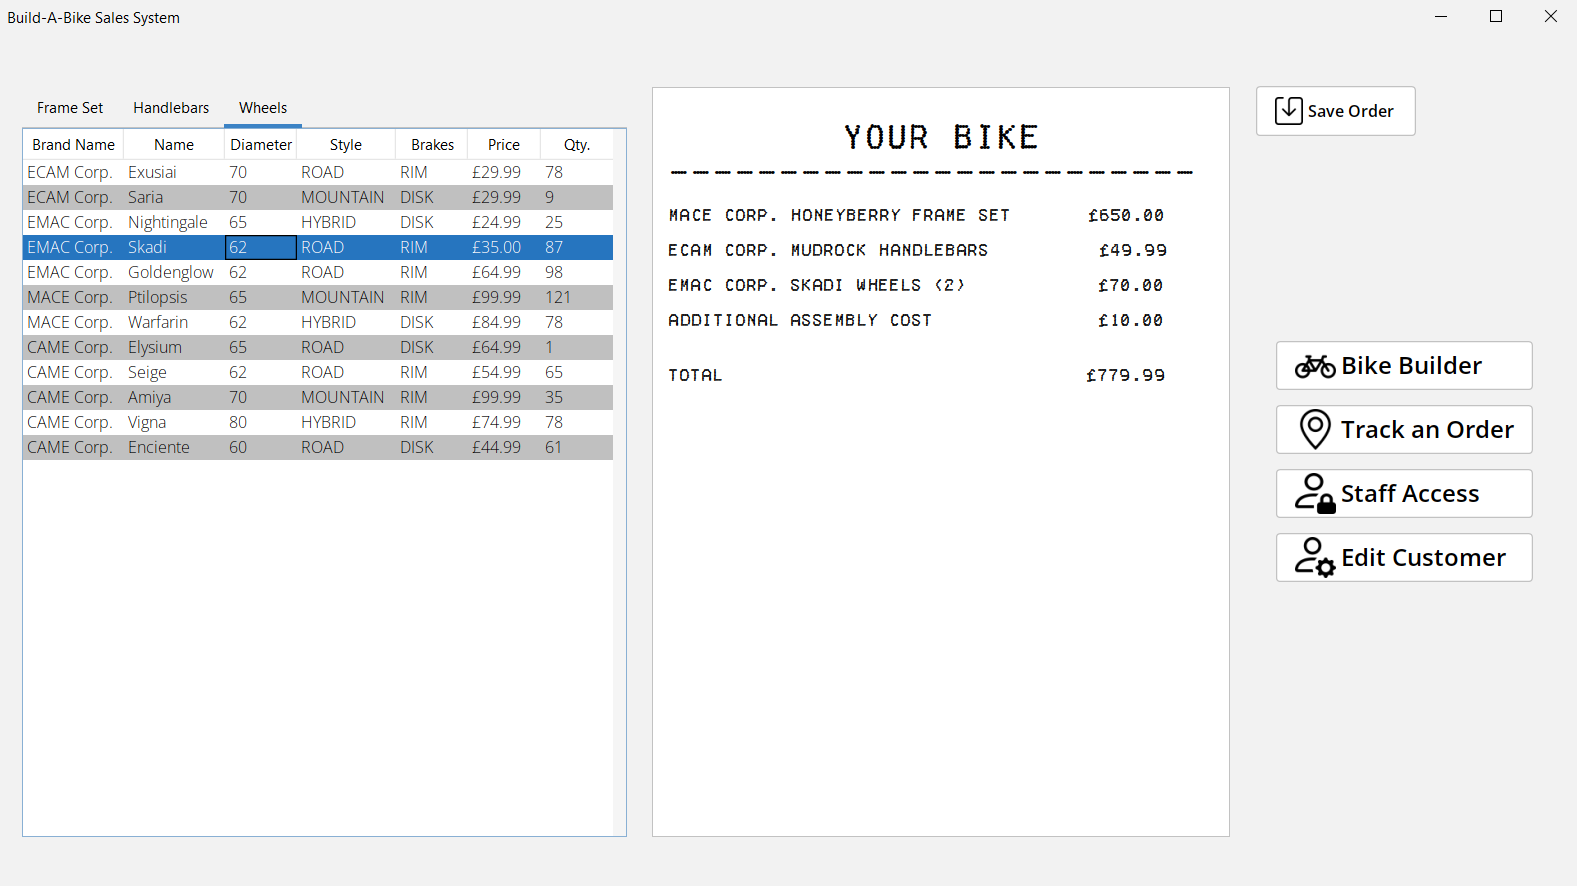 Build-A-Bike Sales System
Frame Set Handlebars Wheels
Brand Name Name Diameter Style Brakes Price Qty.
ECAM Corp. Exusiai 70 ROAD RIM £29.99 78
ECAM Corp. Saria 70 MOUNTAIN DISK £29.99 9
EMAC Corp. Nightingale 65 HYBRID DISK £24.99 25
EMAC Corp. Skadi 62 ROAD RIM £35.00 87
EMAC Corp. Goldenglow 62 ROAD RIM £64.99 98
MACE Corp. Ptilopsis 65 MOUNTAIN RIM £99.99 121
MACE Corp. Warfarin 62 HYBRID DISK £84.99 78
CAME Corp. Elysium 65 ROAD DISK £64.99 1
CAME Corp. Seige 62 ROAD RIM £54.99 65
CAME Corp. Amiya 70 MOUNTAIN RIM £99.99 35
CAME Corp. Vigna 80 HYBRID RIM £74.99 78
CAME Corp. Enciente 60 ROAD DISK £44.99 61
YOUR BIKE
MACE CORP. HONEYBERRY FRAME SET £650.00
ECAM CORP. MUDROCK HANDLEBARS £49.99
EMAC CORP. SKADI WHEELS (2) £70.00
ADDITIONAL ASSEMBLY COST £10.00
TOTAL £779.99
Save Order
Bike Builder
Track an Order
Staff Access
Edit Customer